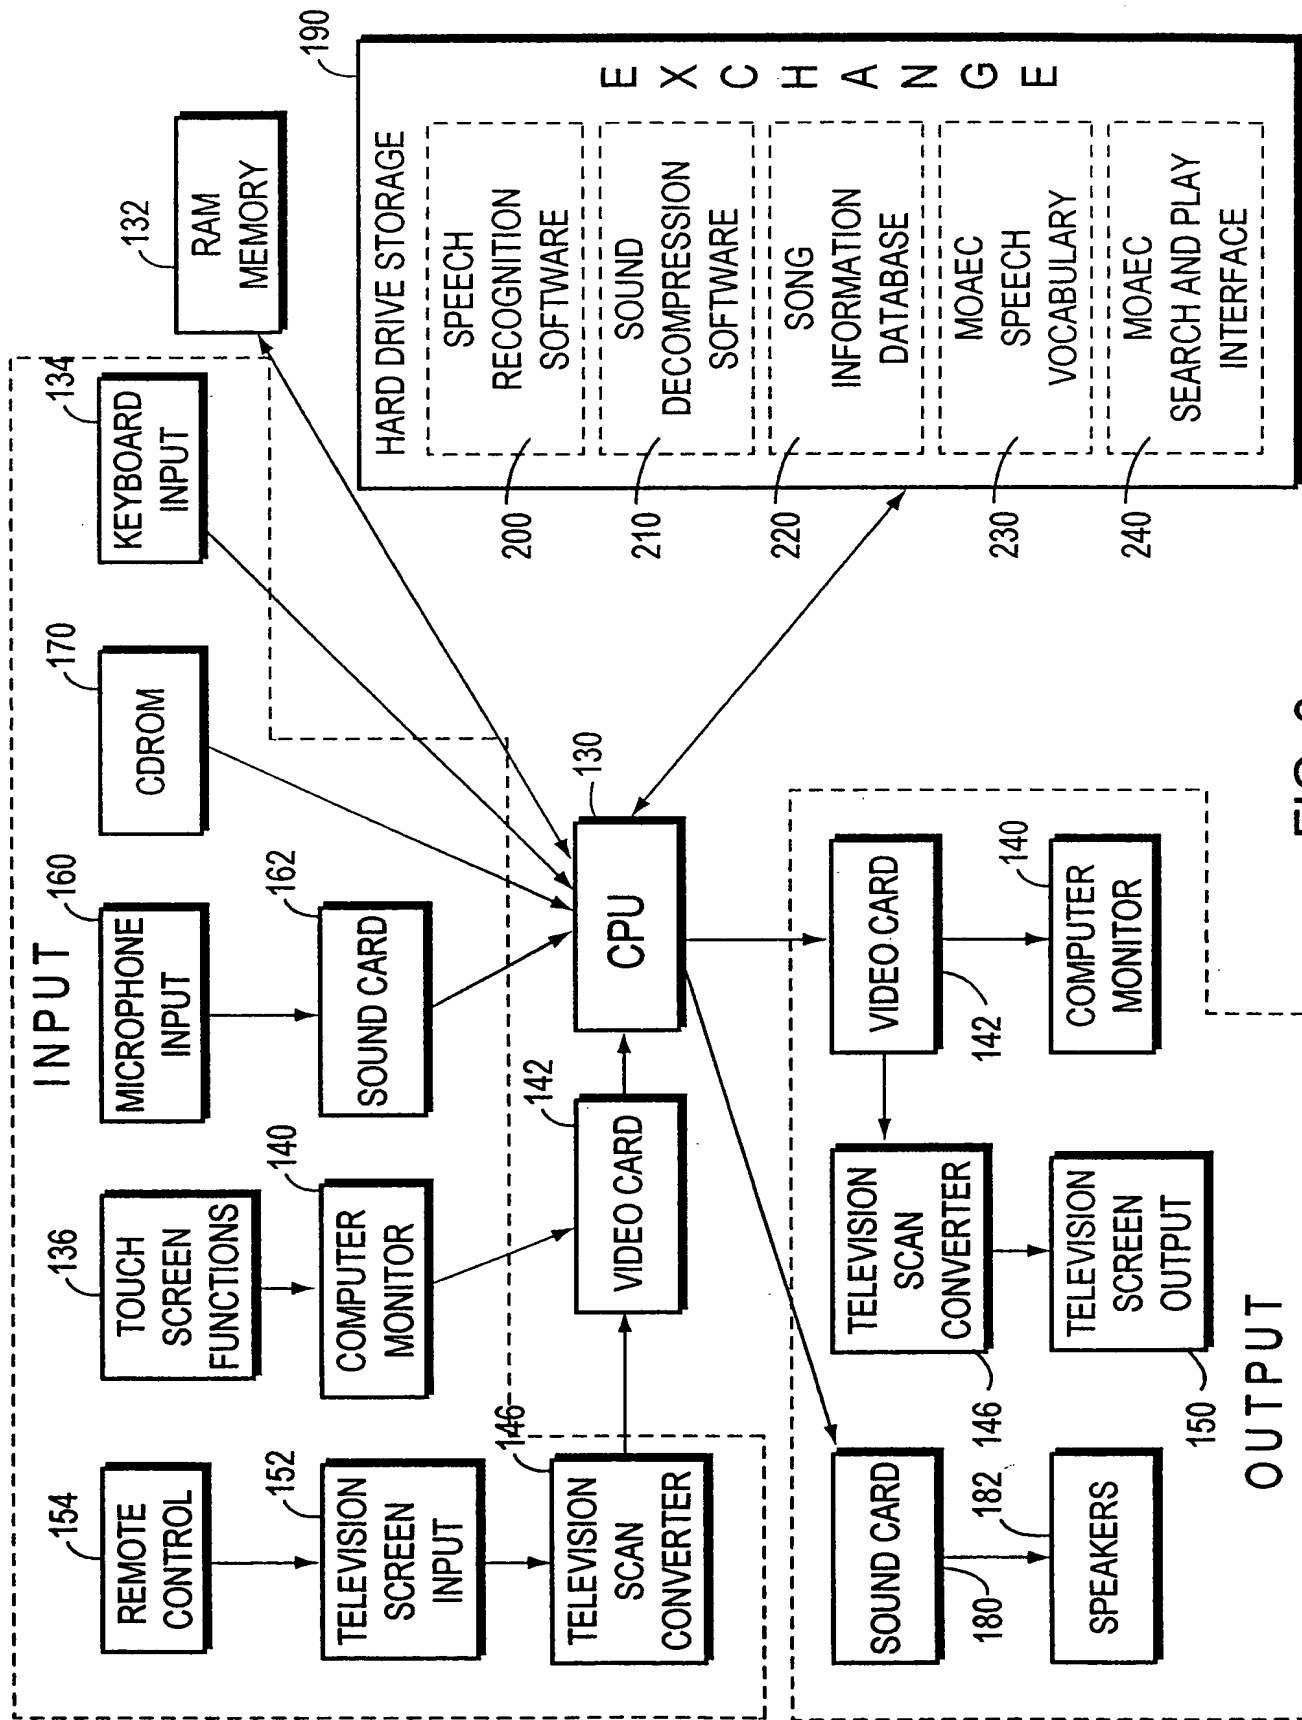 INPUT
154
REMOTE
CONTROL
136
TOUCH
SCREEN
FUNCTIONS
160
MICROPHONE
INPUT
170
CDROM
134
KEYBOARD
INPUT
132
RAM
MEMORY
152
TELEVISION
SCREEN
INPUT
140
COMPUTER
MONITOR
162
SOUND CARD
146
TELEVISION
SCAN
CONVERTER
142
VIDEO CARD
130
CPU
190
HARD DRIVE STORAGE
200
SPEECH
RECOGNITION
SOFTWARE
210
SOUND
DECOMPRESSION
SOFTWARE
220
SONG
INFORMATION
DATABASE
230
MOAEC
SPEECH
VOCABULARY
240
MOAEC
SEARCH AND PLAY
INTERFACE
EXCHANGE
SOUND CARD
180
182
SPEAKERS
TELEVISION
SCAN
CONVERTER
146
TELEVISION
SCREEN
OUTPUT
150
VIDEO CARD
142
140
COMPUTER
MONITOR
OUTPUT
FIG.